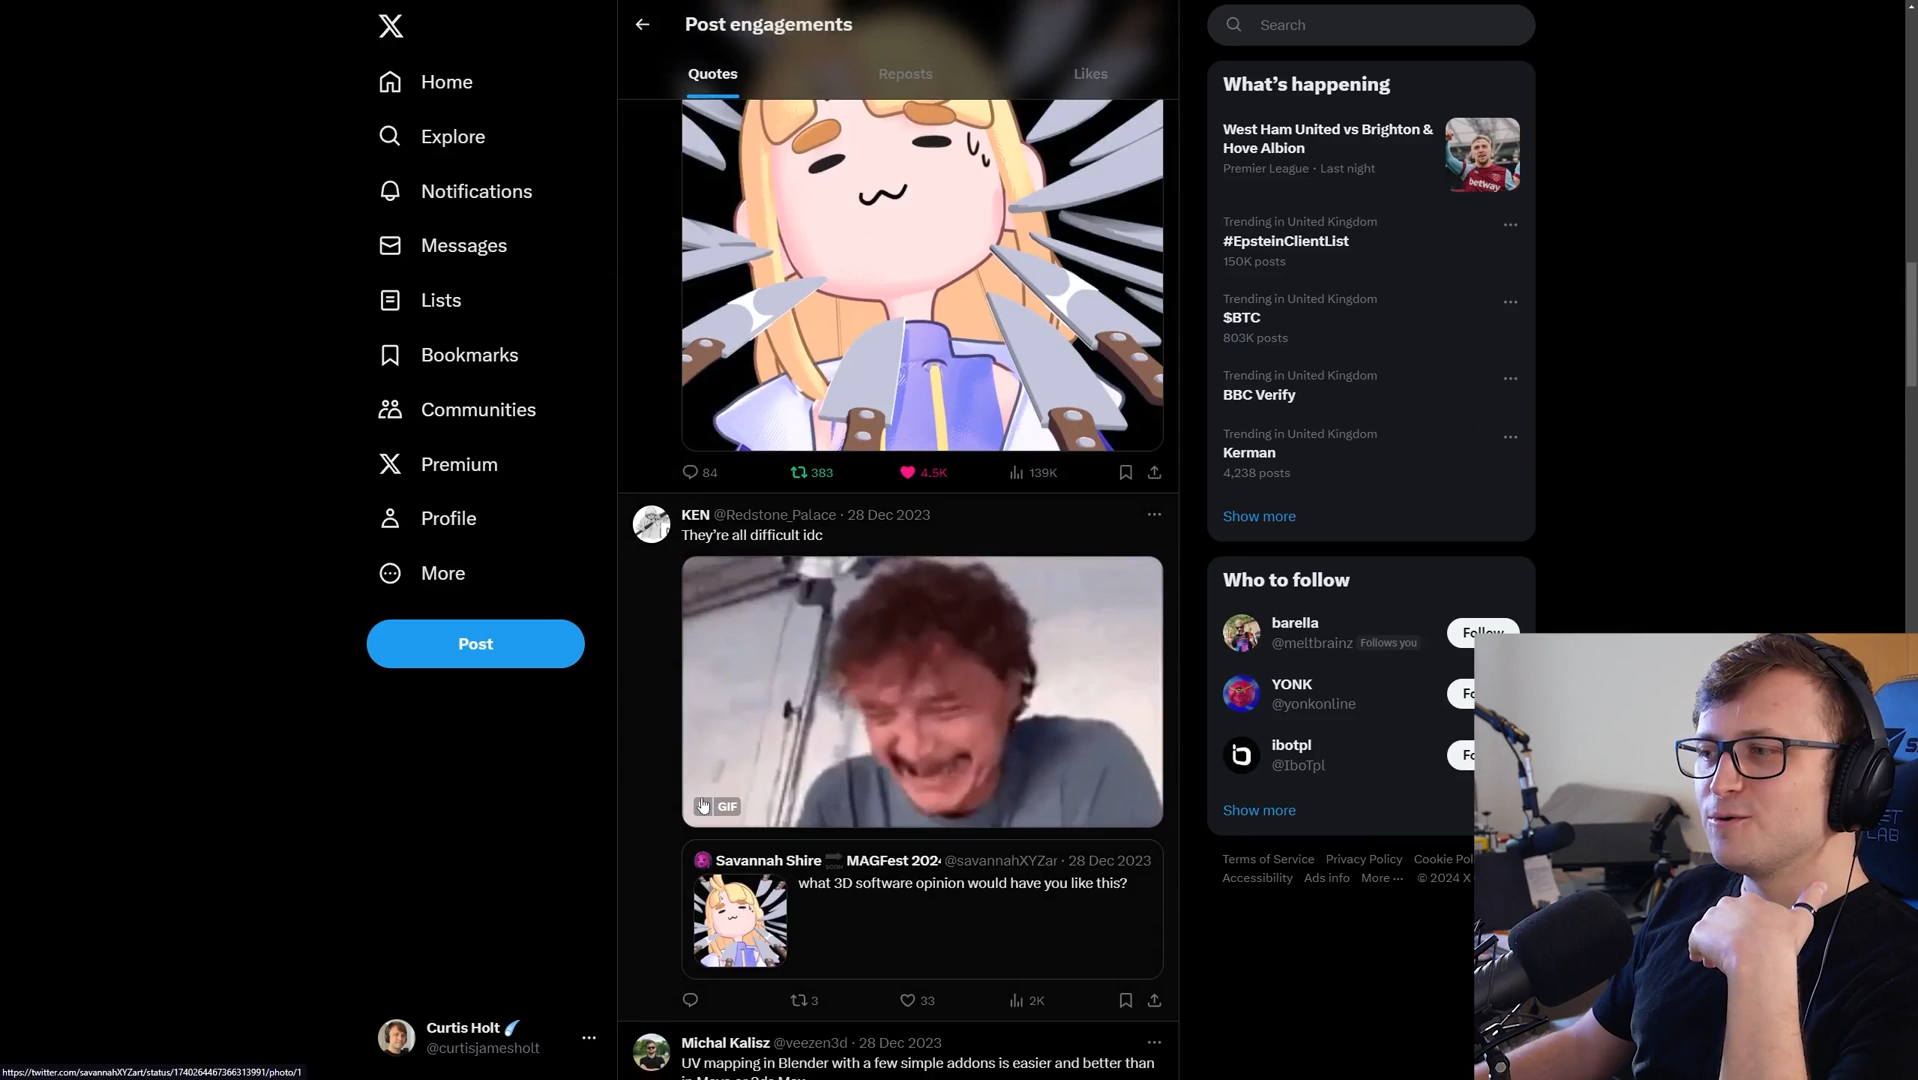 Home
Explore
Notifications
Messages
Lists
Bookmarks
Communities
Premium
Profile
More
Post
Curtis Holt
@curtisjamesholt
https://twitter.com/savannahXYZart/status/1740264467366313991/photo/1
Post engagements
Quotes
Reposts
Likes
84
383
4.5K
139K
KEN @Redstone_Palace · 28 Dec 2023
They're all difficult idc
GIF
Savannah Shire MAGFest 202 @savannahXYZar · 28 Dec 2023
what 3D software opinion would have you like this?
3
33
2K
Michal Kalisz @veezen3d · 28 Dec 2023
UV mapping in Blender with a few simple addons is easier and better than
Search
What's happening
West Ham United vs Brighton &
Hove Albion
Premier League · Last night
betway
Trending in United Kingdom
#EpsteinClientList
150K posts
Trending in United Kingdom
$BTC
803K posts
Trending in United Kingdom
BBC Verify
Trending in United Kingdom
Kerman
4,238 posts
Show more
Who to follow
barella
@meltbrainz Follows you
Follow
YONK
@yonkonline
Fo
ibotpl
@IboTpl
Fo
Show more
Terms of Service Privacy Policy Cookie Pol
Accessibility Ads info More ··· © 2024 X
LAB